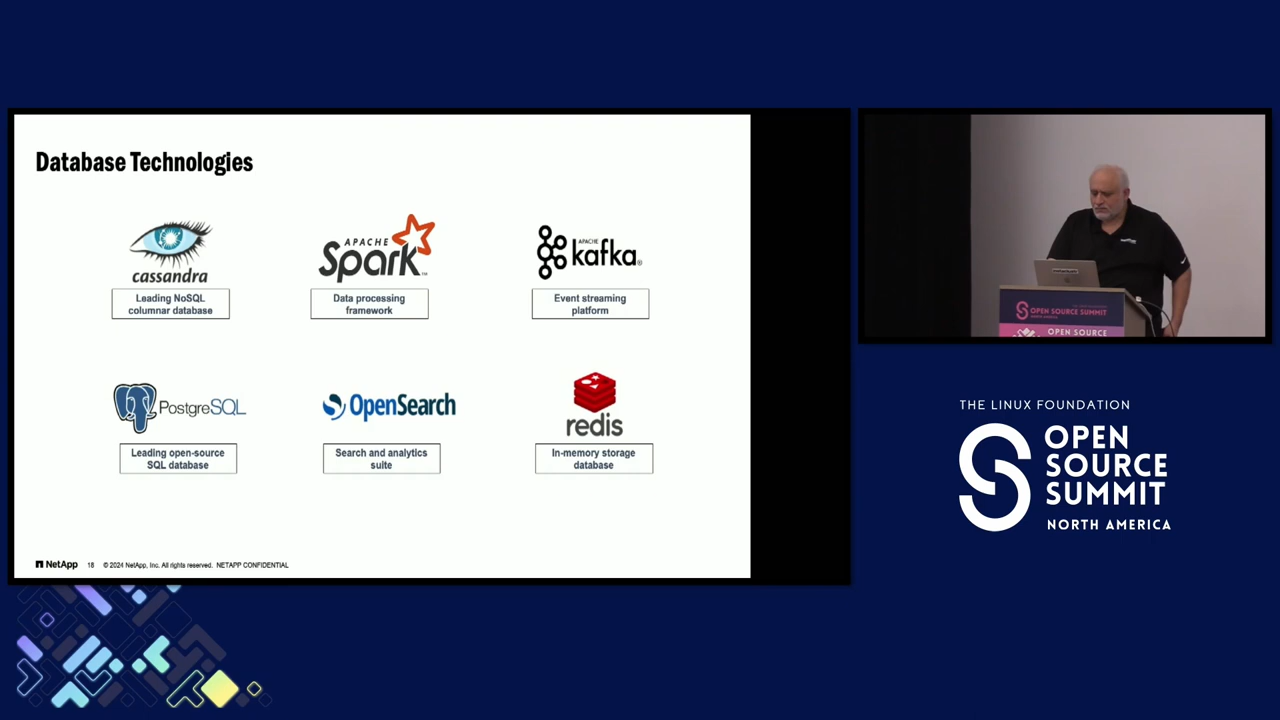 Database Technologies
cassandra
Leading NoSQL
columnar database
APACHE
Spark™
Data processing
framework
APACHE
kafka®
Event streaming
platform
PostgreSQL
Leading open-source
SQL database
OpenSearch
Search and analytics
suite
redis
In-memory storage
database
NetApp 16 © 2024 NetApp, Inc. All rights reserved. NETAPP CONFIDENTIAL
OPEN SOURCE SUMMIT
OPEN SOURCE
THE LINUX FOUNDATION
OPEN
SOURCE
SUMMIT
NORTH AMERICA